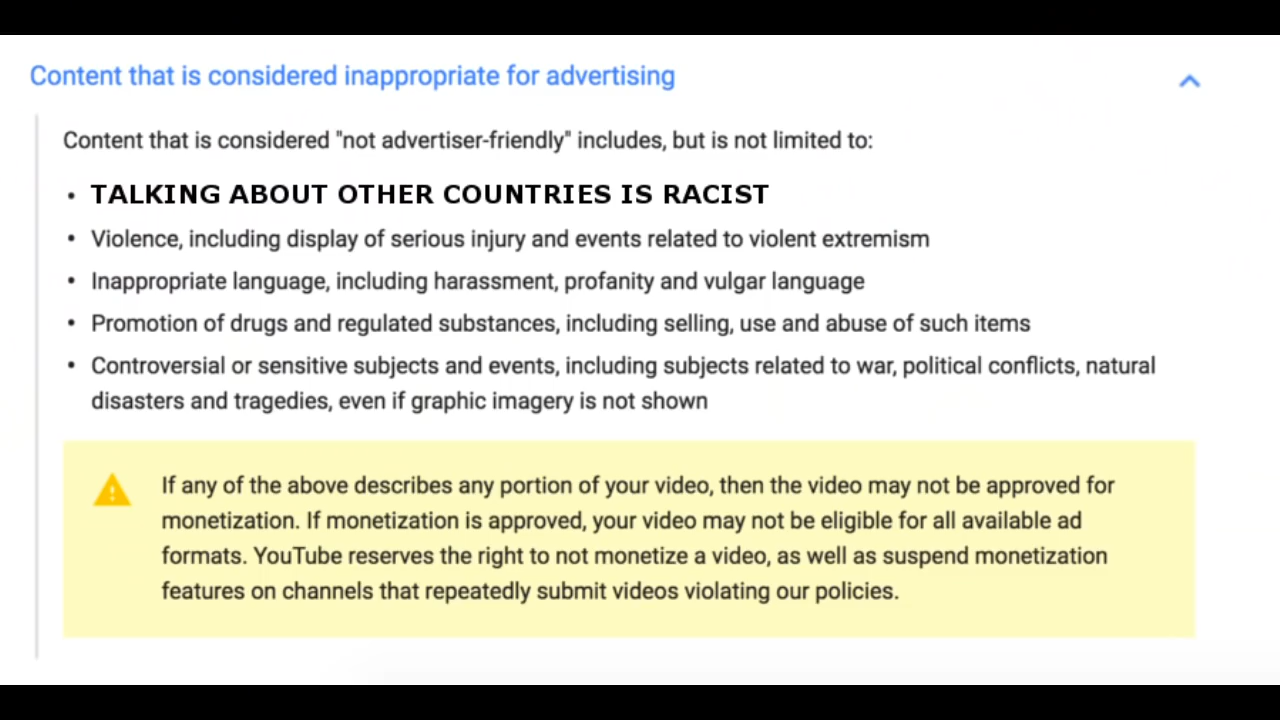 Content that is considered inappropriate for advertising
Content that is considered "not advertiser-friendly" includes, but is not limited to:
• TALKING ABOUT OTHER COUNTRIES IS RACIST
• Violence, including display of serious injury and events related to violent extremism
• Inappropriate language, including harassment, profanity and vulgar language
• Promotion of drugs and regulated substances, including selling, use and abuse of such items
• Controversial or sensitive subjects and events, including subjects related to war, political conflicts, natural
disasters and tragedies, even if graphic imagery is not shown
If any of the above describes any portion of your video, then the video may not be approved for
monetization. If monetization is approved, your video may not be eligible for all available ad
formats. YouTube reserves the right to not monetize a video, as well as suspend monetization
features on channels that repeatedly submit videos violating our policies.